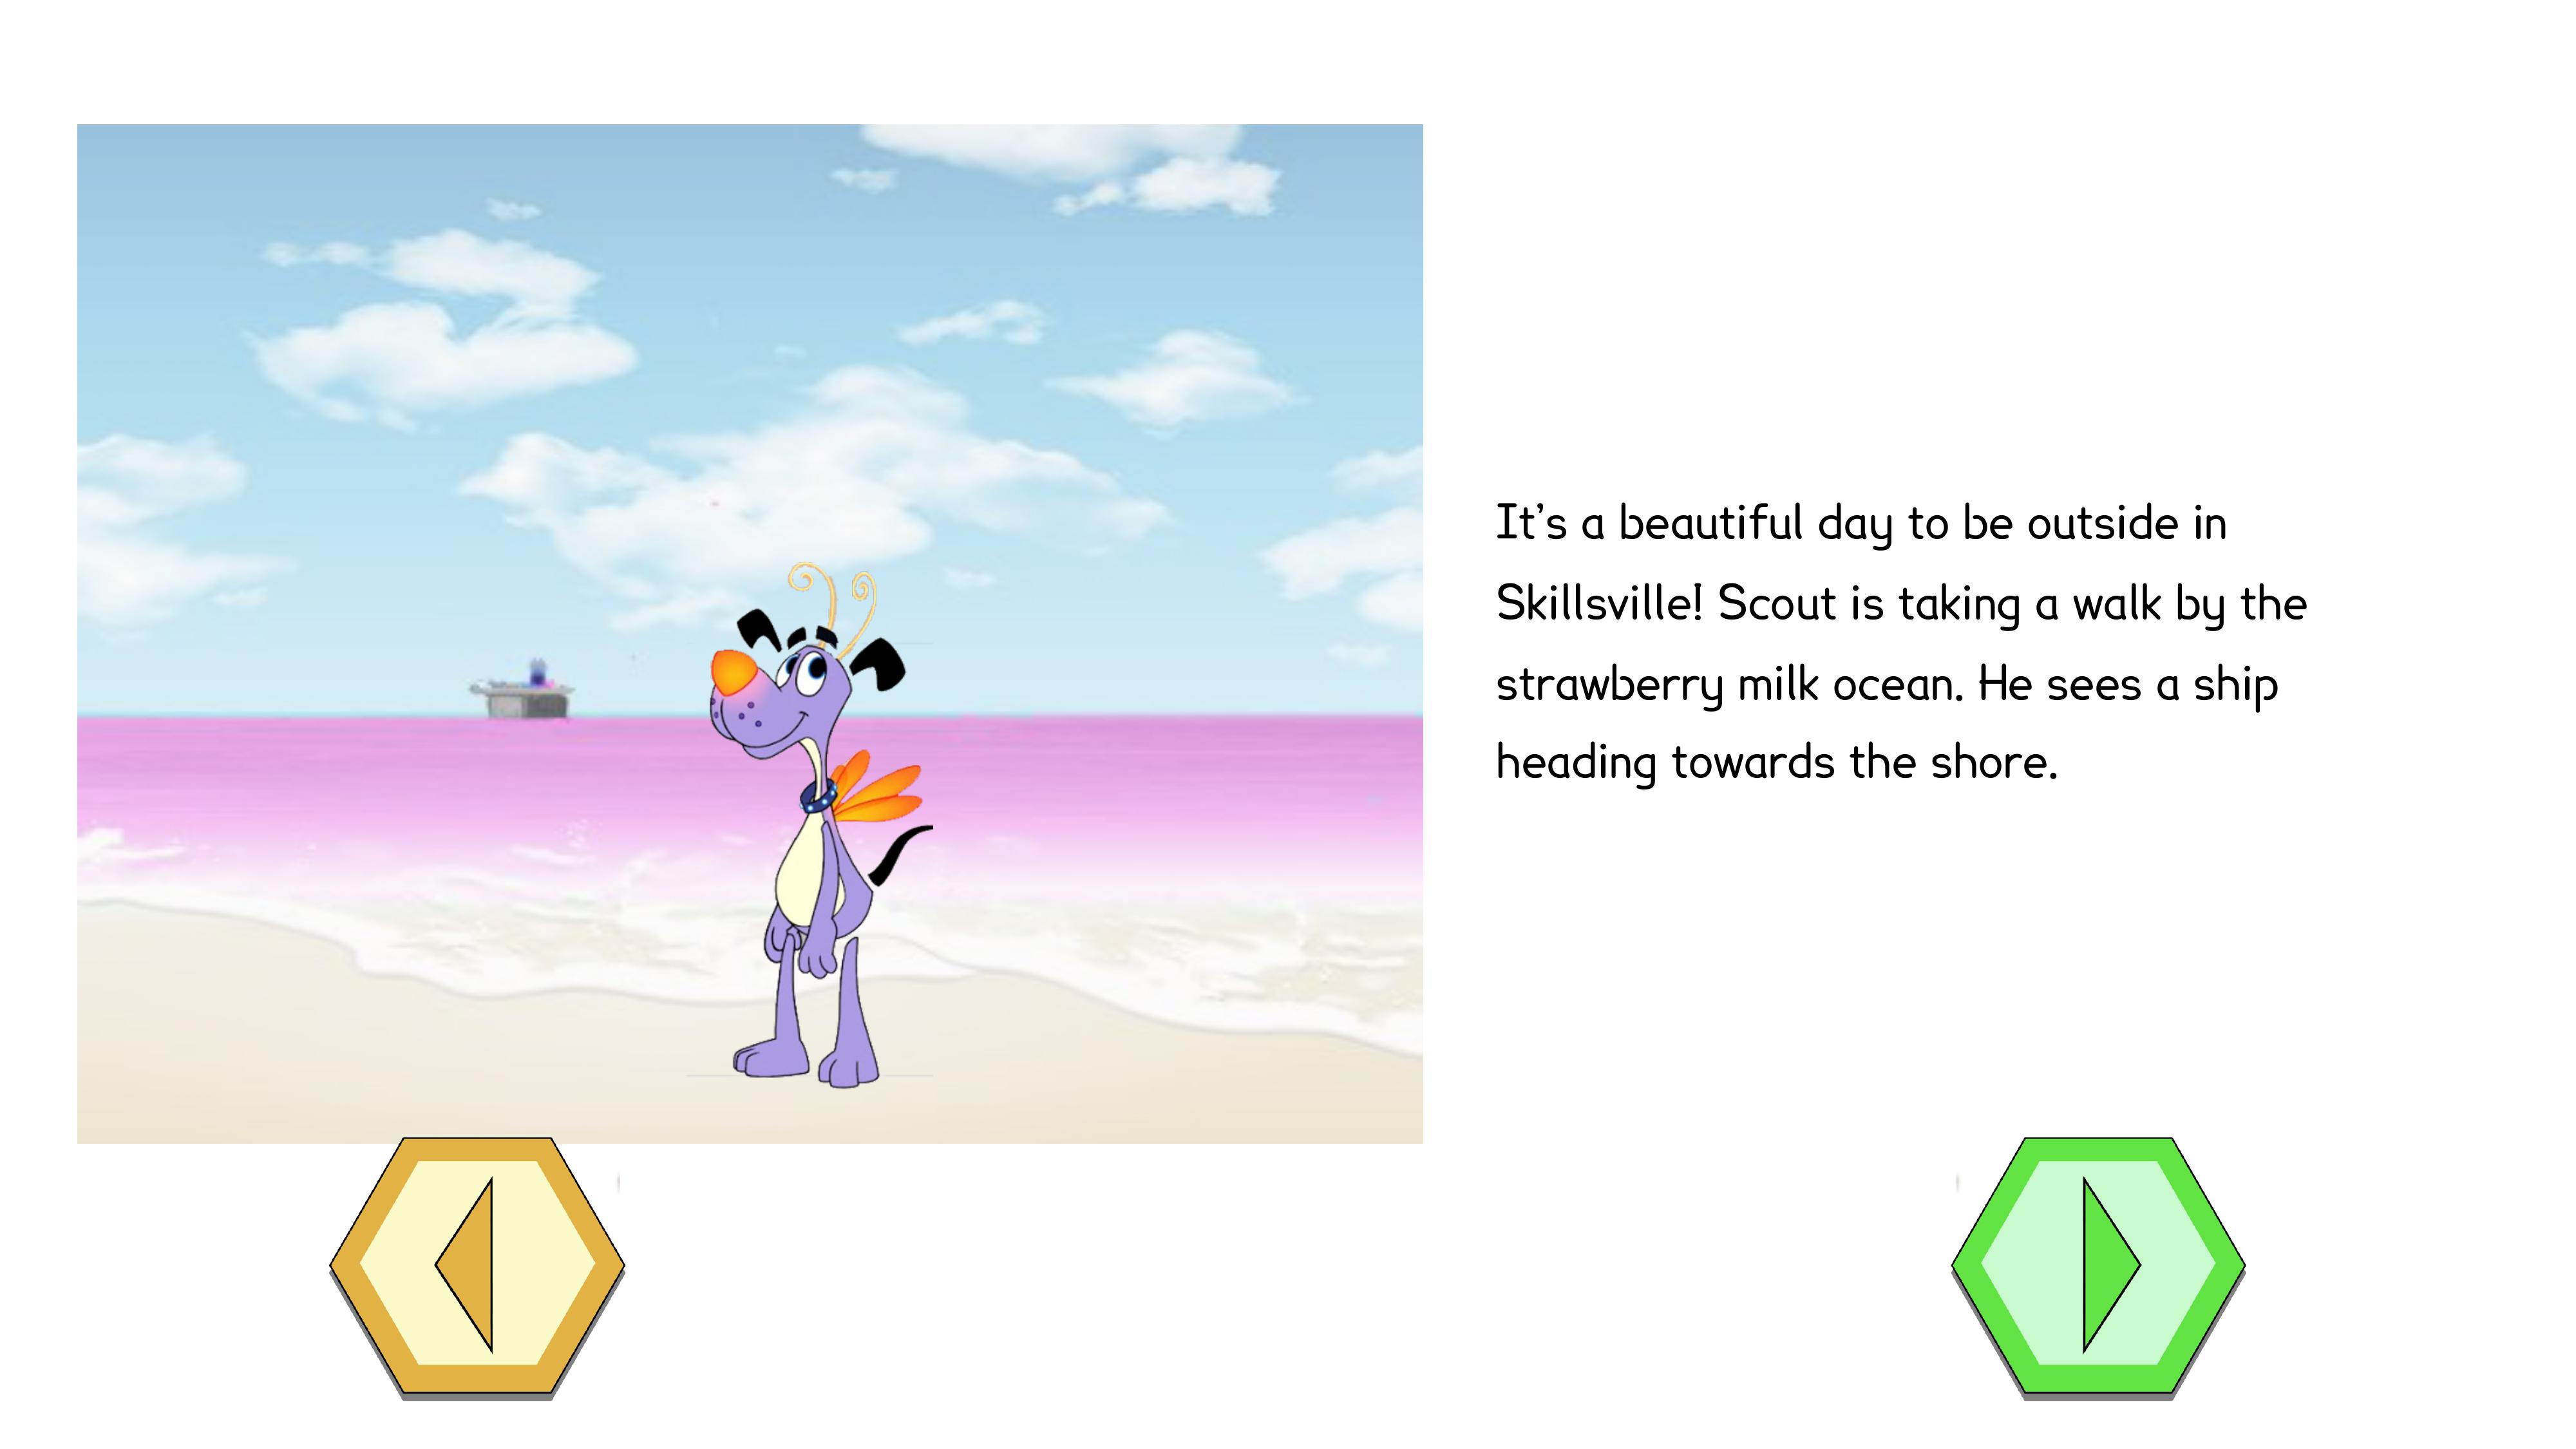 It's a beautiful day to be outside in
Skillsville! Scout is taking a walk by the
strawberry milk ocean. He sees a ship
heading towards the shore.